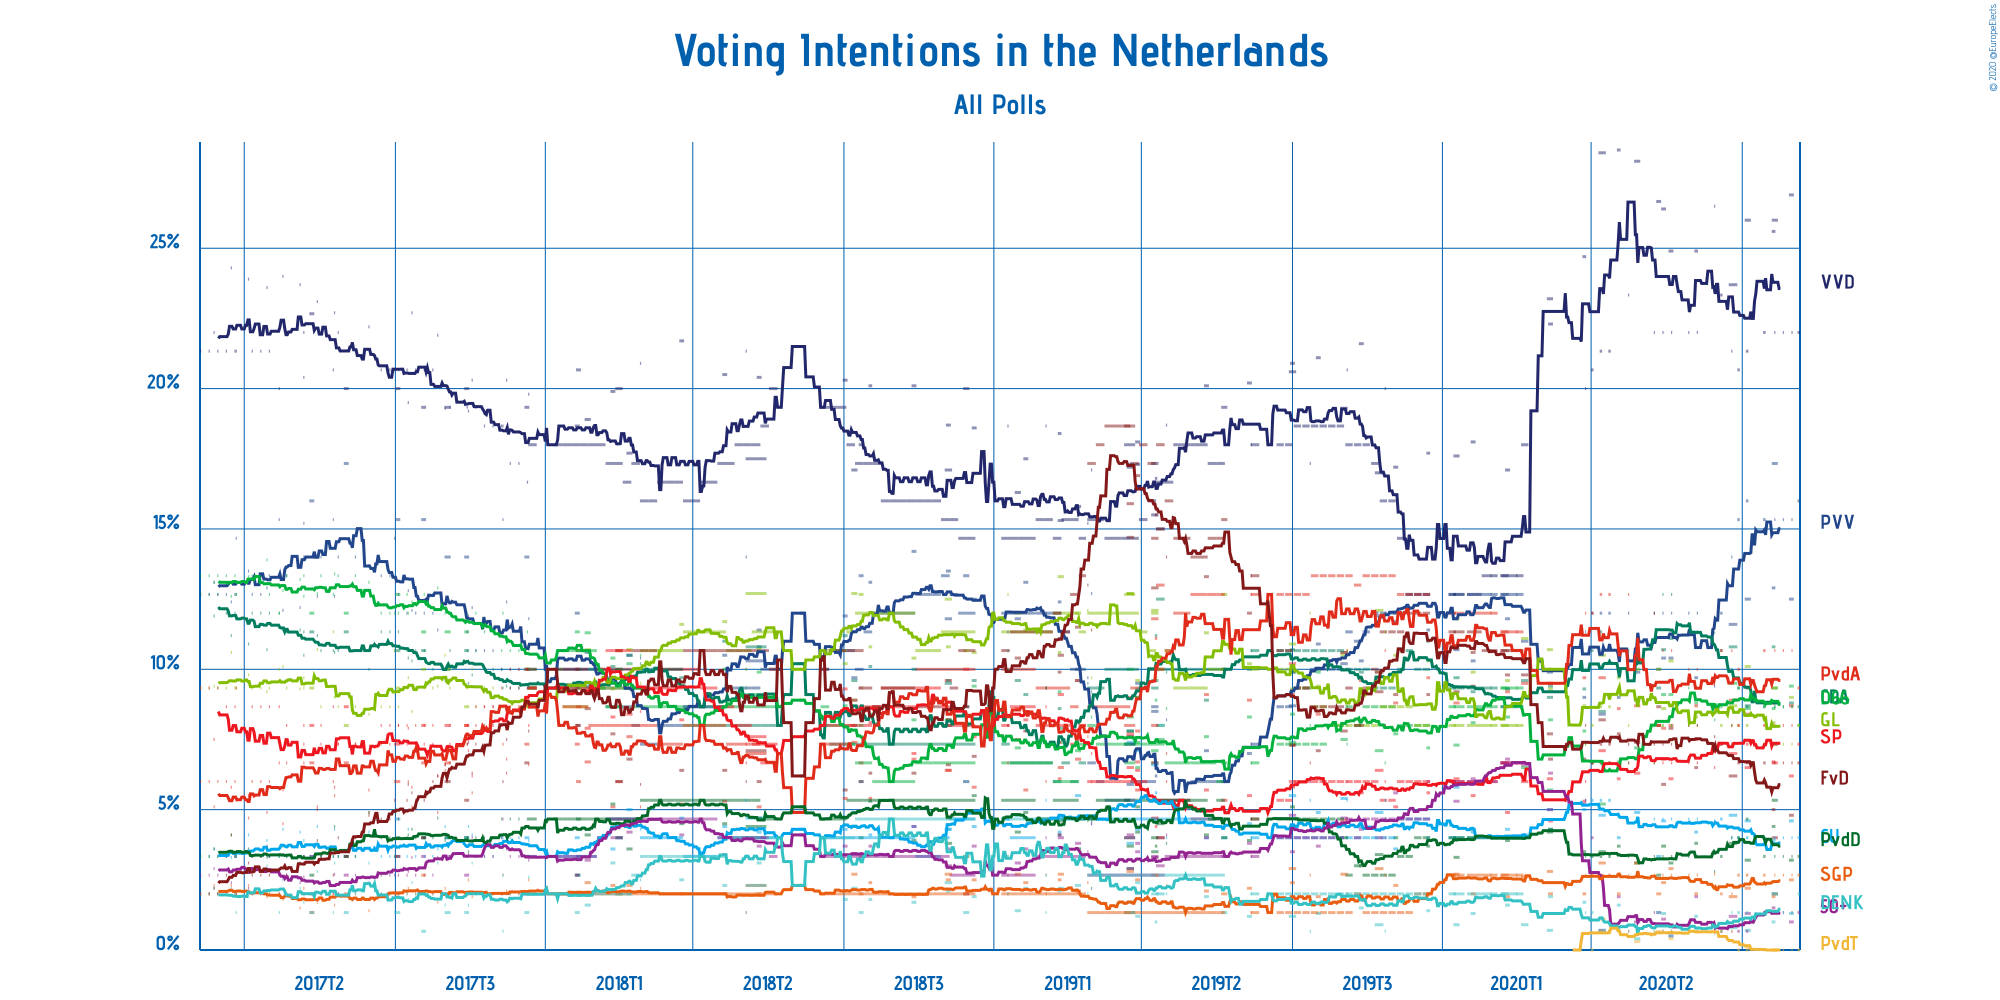 © 2020 @EuropeElects
Voting Intentions in the Netherlands
All Polls
25%
20%
15%
10%
5%
0%
VVD
PVV
PvdA
D66
CDA
GL
SP
FvD
CU
PvdD
SGP
DENK
50+
PvdT
2017T2
2017T3
2018T1
2018T2
2018T3
2019T1
2019T2
2019T3
2020T1
2020T2